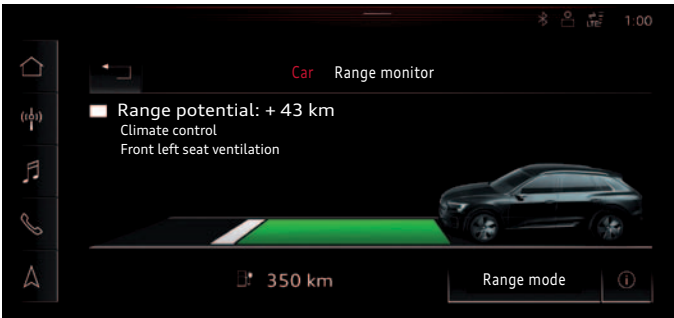 LTE 1:00
Car Range monitor
Range potential: + 43 km
Climate control
Front left seat ventilation
350 km
Range mode